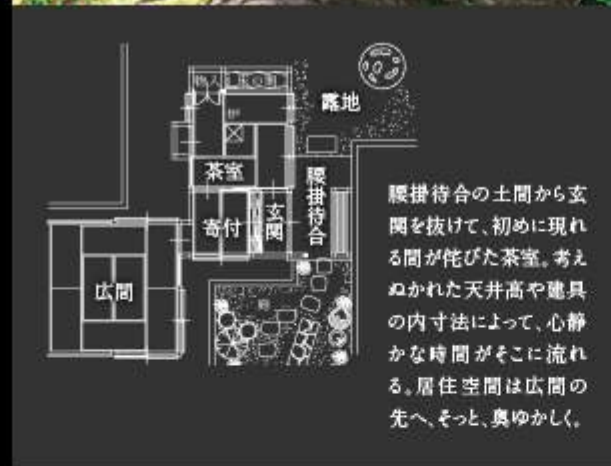 物入
露地
炉
茶室
腰掛待合
寄付
玄関
広間
腰掛待合の土間から玄
関を抜けて、初めに現れ
る間が侘びた茶室。考え
ぬかれた天井高や建具
の内寸法によって、心静
かな時間がそこに流れ
る。居住空間は広間の
先へ、そっと、奥ゆかしく。